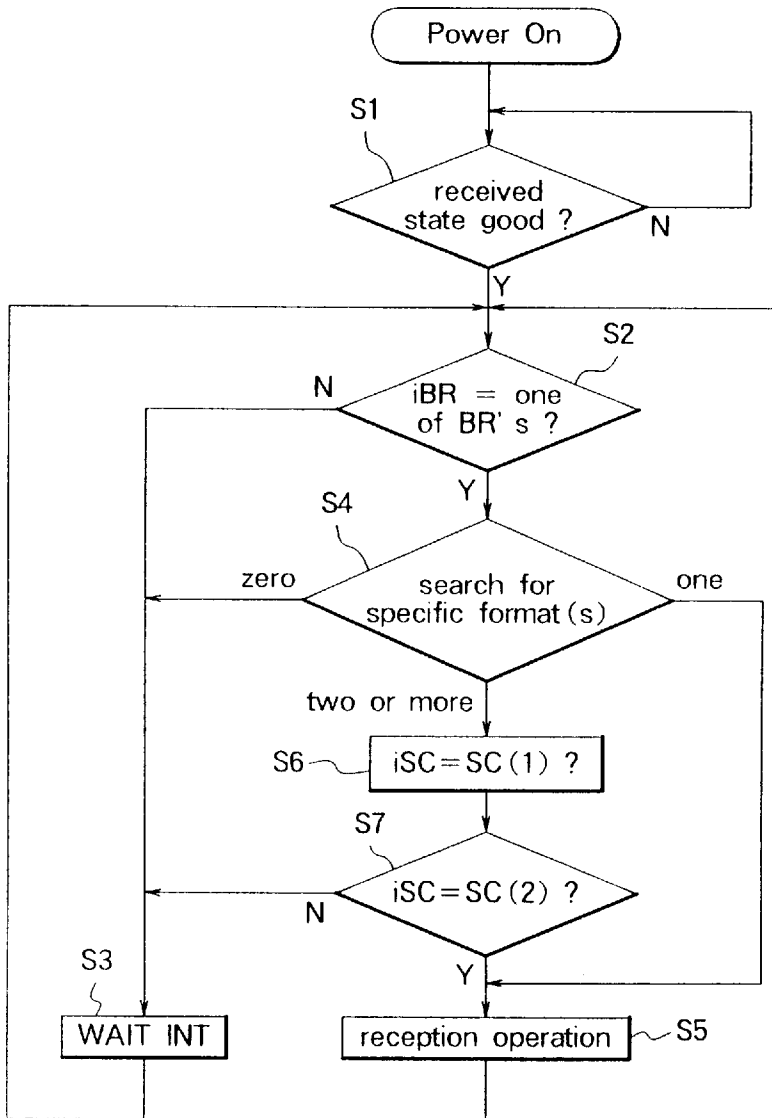 Power On
S1
received
state good ?
N
Y
S2
N
iBR = one
of BR's ?
Y
S4
zero
search for
specific format(s)
one
two or more
S6
iSC=SC(1) ?
S7
iSC=SC(2) ?
N
Y
S3
WAIT INT
reception operation
S5